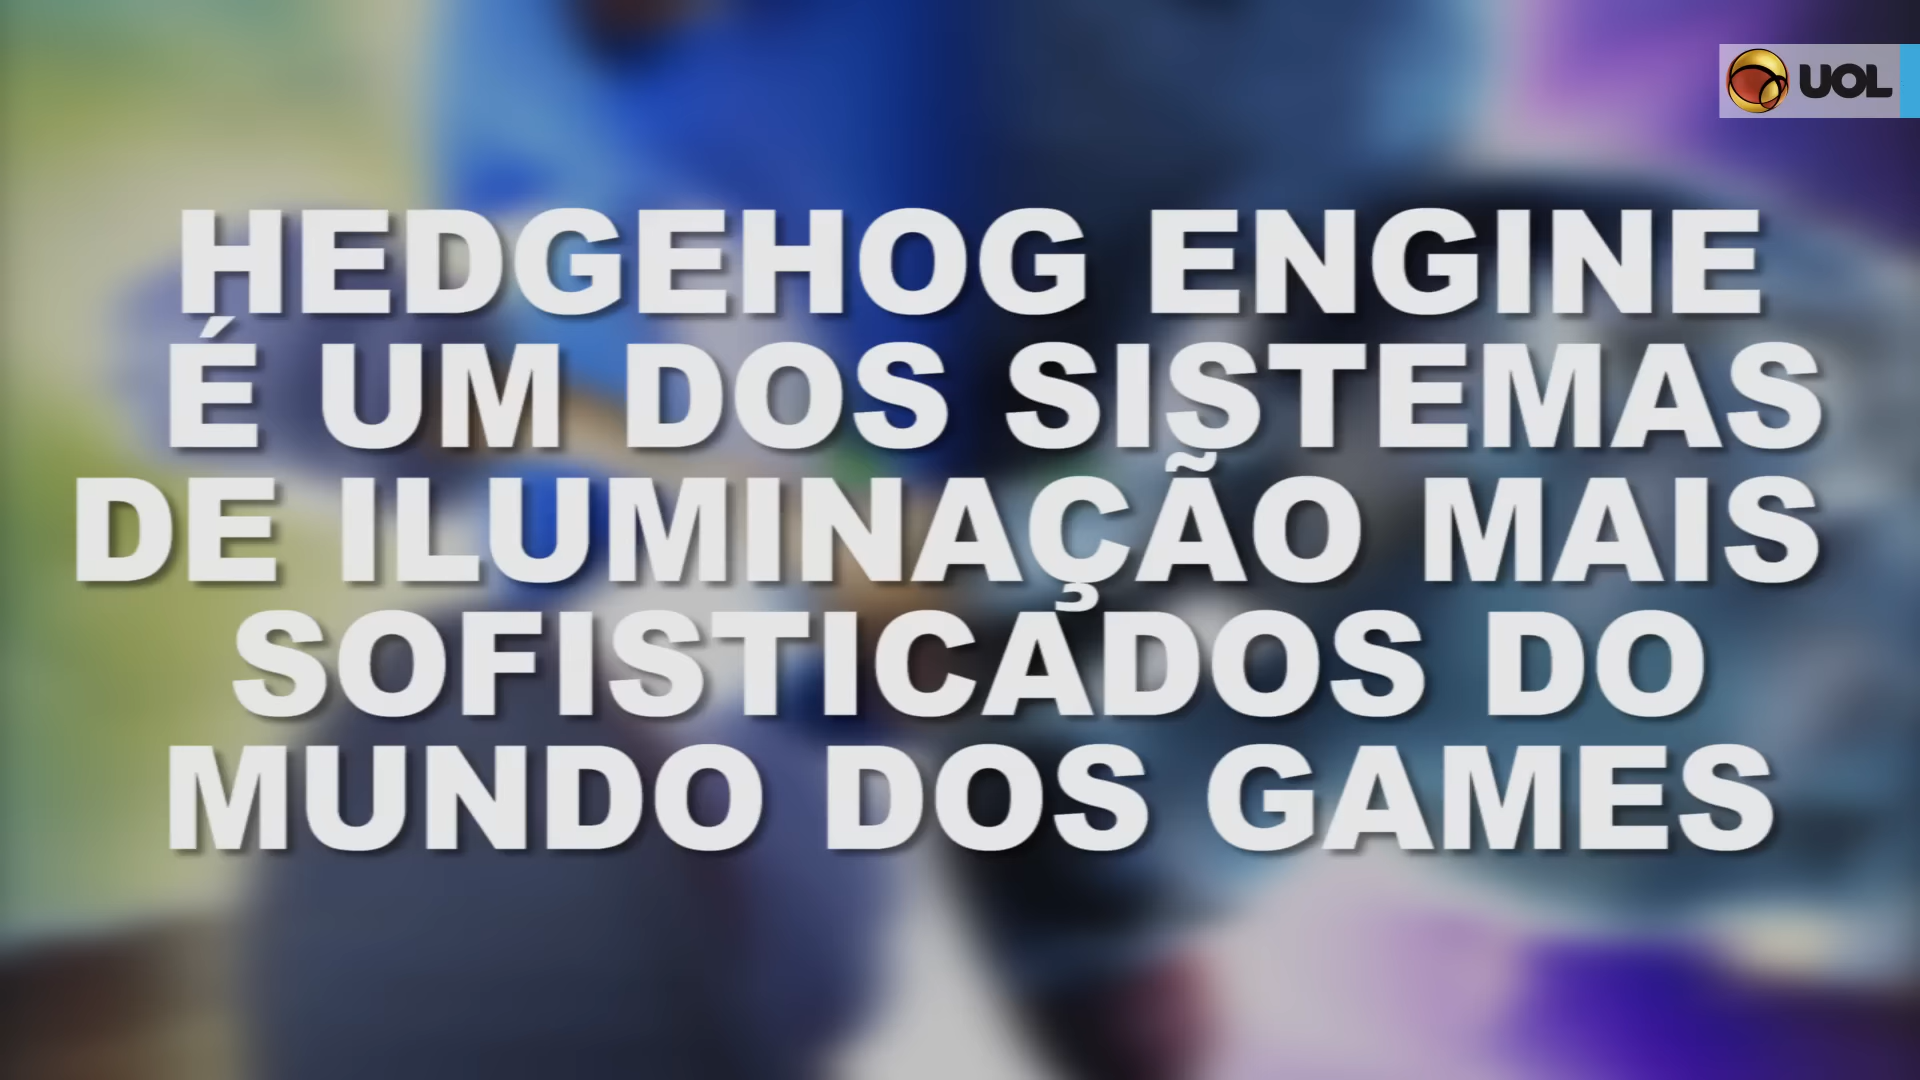 UOL
HEDGEHOG ENGINE
É UM DOS SISTEMAS
DE ILUMINAÇÃO MAIS
SOFISTICADOS DO
MUNDO DOS GAMES